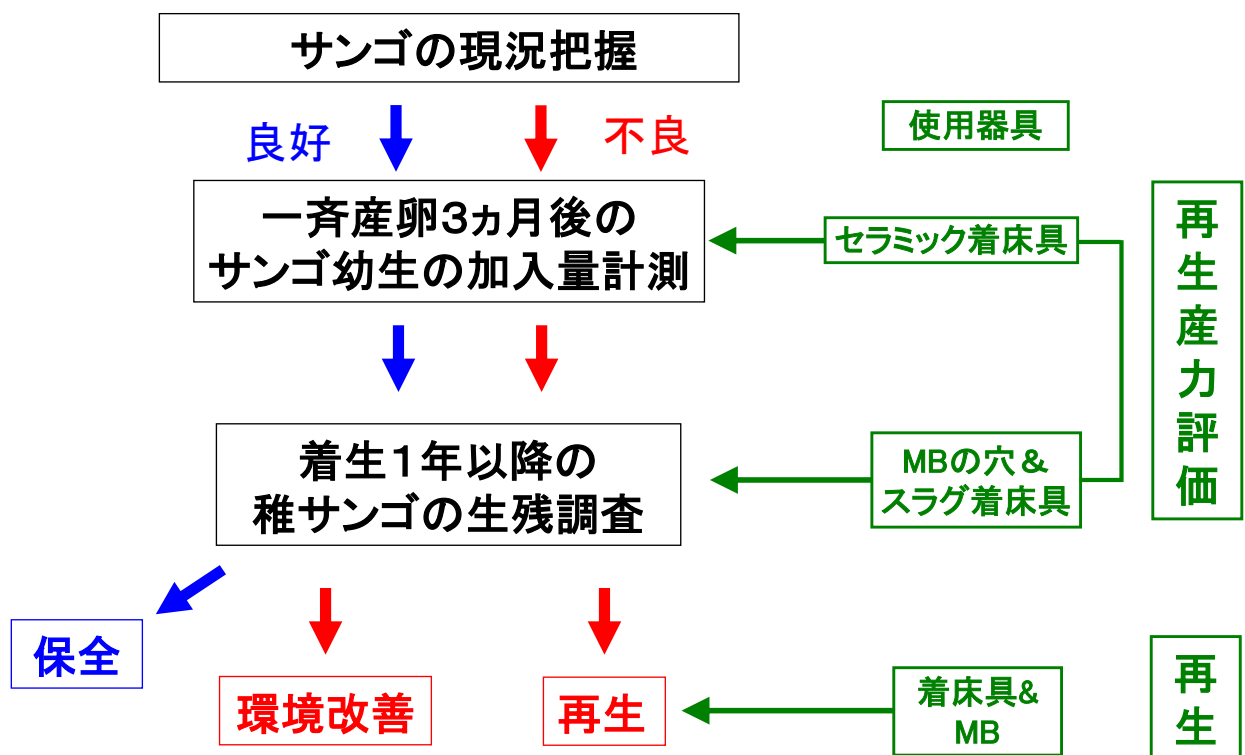 サンゴの現況把握
良好
不良
使用器具
一斉産卵3ヵ月後の
サンゴ幼生の加入量計測
セラミック着床具
再生産力評価
着生1年以降の
稚サンゴの生残調査
MBの穴&
スラグ着床具
保全
環境改善
再生
着床具&
MB
再生